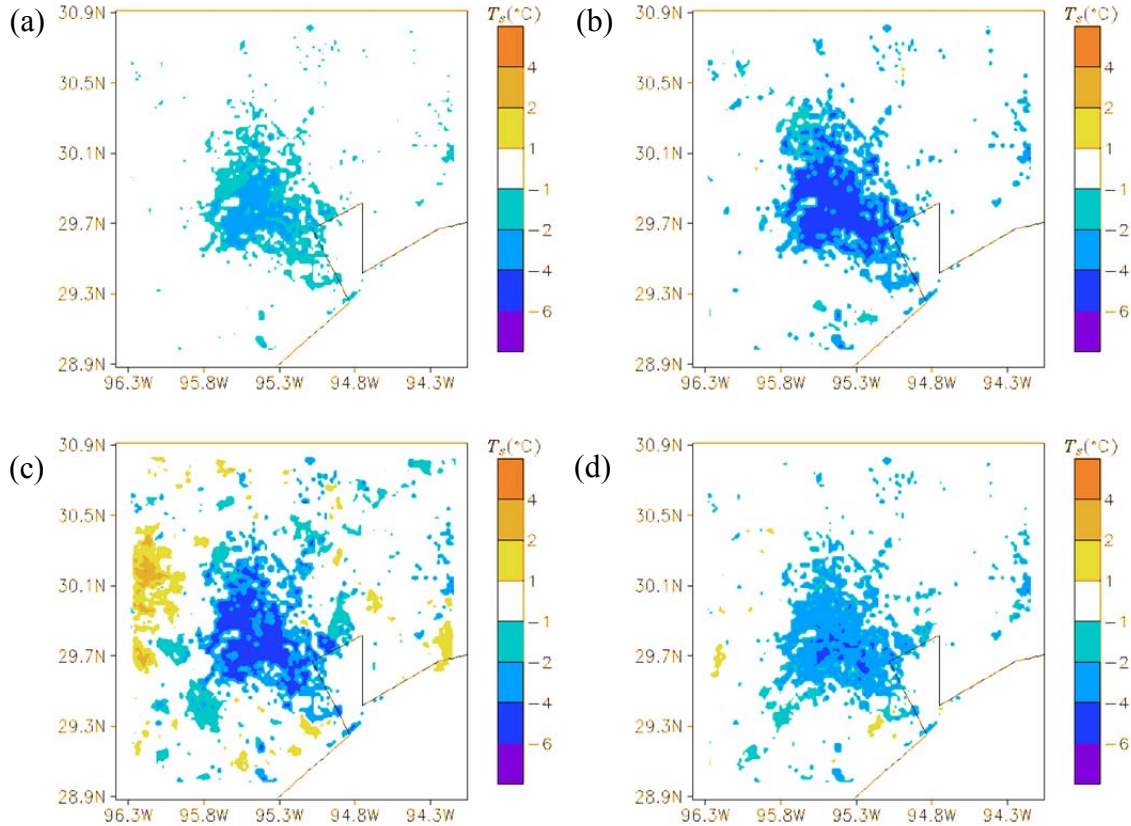 (a)
T_s(°C)
30.9N
30.5N
30.1N
29.7N
29.3N
28.9N
96.3W 95.8W 95.3W 94.8W 94.3W
4
2
1
−1
−2
−4
−6
(b)
T_s(°C)
30.9N
30.5N
30.1N
29.7N
29.3N
28.9N
96.3W 95.8W 95.3W 94.8W 94.3W
4
2
1
−1
−2
−4
−6
(c)
T_s(°C)
30.9N
30.5N
30.1N
29.7N
29.3N
28.9N
96.3W 95.8W 95.3W 94.8W 94.3W
4
2
1
−1
−2
−4
−6
(d)
T_s(°C)
30.9N
30.5N
30.1N
29.7N
29.3N
28.9N
96.3W 95.8W 95.3W 94.8W 94.3W
4
2
1
−1
−2
−4
−6